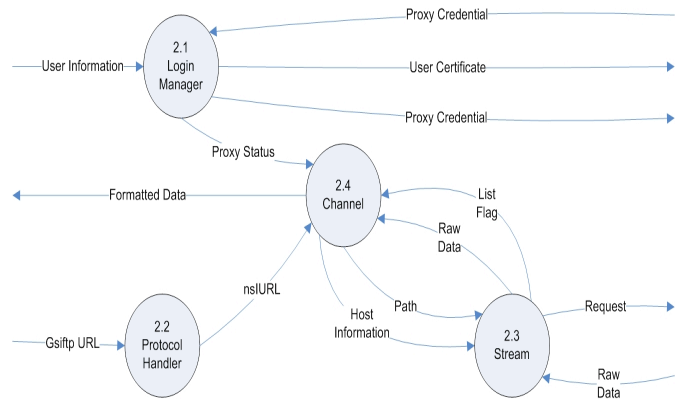 Proxy Credential
2.1
Login
Manager
User Information
User Certificate
Proxy Credential
Proxy Status
2.4
Channel
Formatted Data
List
Flag
Raw
Data
nsIURL
Path
Host
Information
Request
2.2
Protocol
Handler
Gsiftp URL
2.3
Stream
Raw
Data